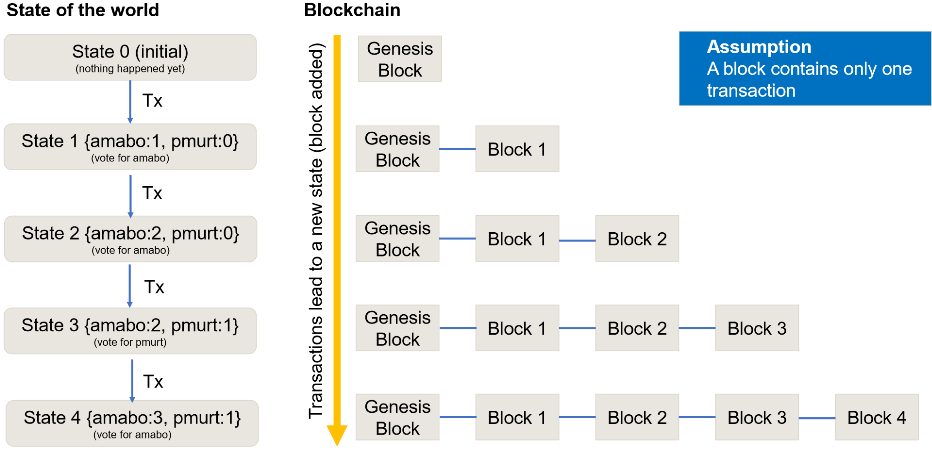 State of the world
State 0 (initial)
(nothing happened yet)
Tx
State 1 {amabo:1, pmurt:0}
(vote for amabo)
Tx
State 2 {amabo:2, pmurt:0}
(vote for amabo)
Tx
State 3 {amabo:2, pmurt:1}
(vote for pmurt)
Tx
State 4 {amabo:3, pmurt:1}
(vote for amabo)
Blockchain
Transactions lead to a new state (block added)
Genesis
Block
Genesis
Block
Block 1
Genesis
Block
Block 1
Block 2
Genesis
Block
Block 1
Block 2
Block 3
Genesis
Block
Block 1
Block 2
Block 3
Block 4
Assumption
A block contains only one
transaction